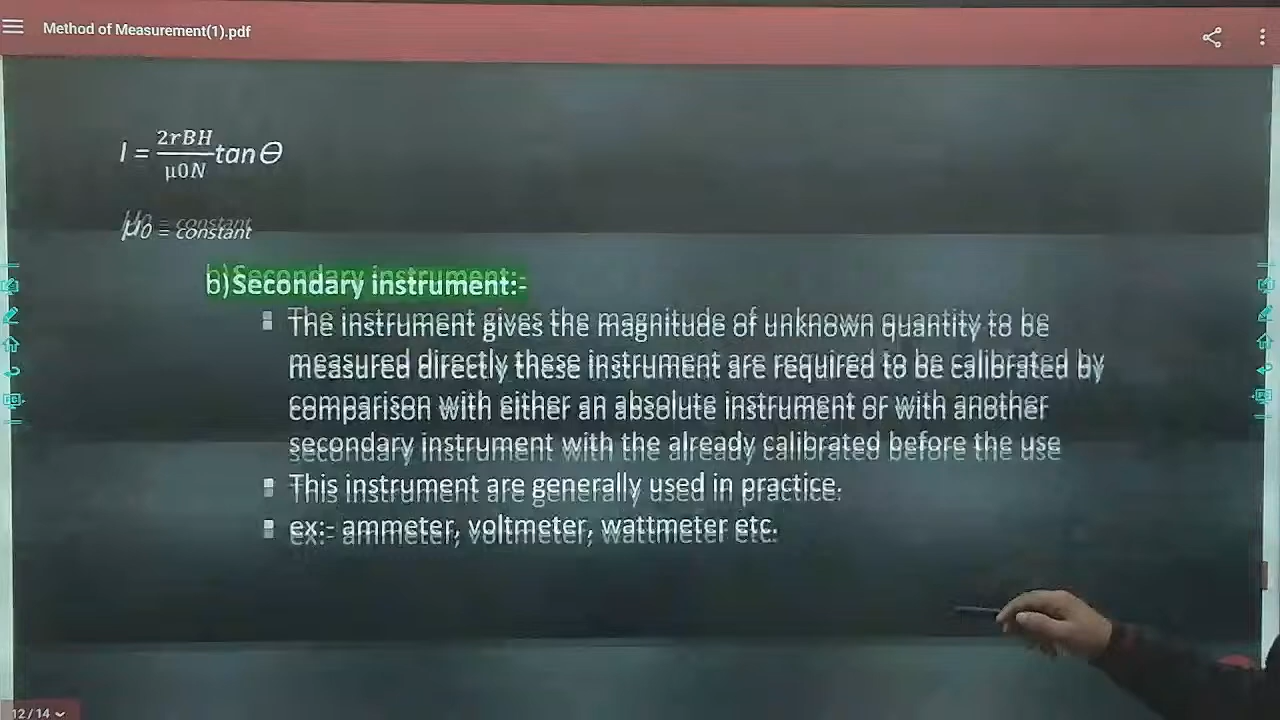 Method of Measurement(1).pdf
I = 2rBH/μ0N tan Θ
μ0 = constant
b)Secondary instrument:-
▪ The instrument gives the magnitude of unknown quantity to be
measured directly these instrument are required to be calibrated by
comparison with either an absolute instrument or with another
secondary instrument with the already calibrated before the use
▪ This instrument are generally used in practice.
▪ ex:- ammeter, voltmeter, wattmeter etc.
12/14